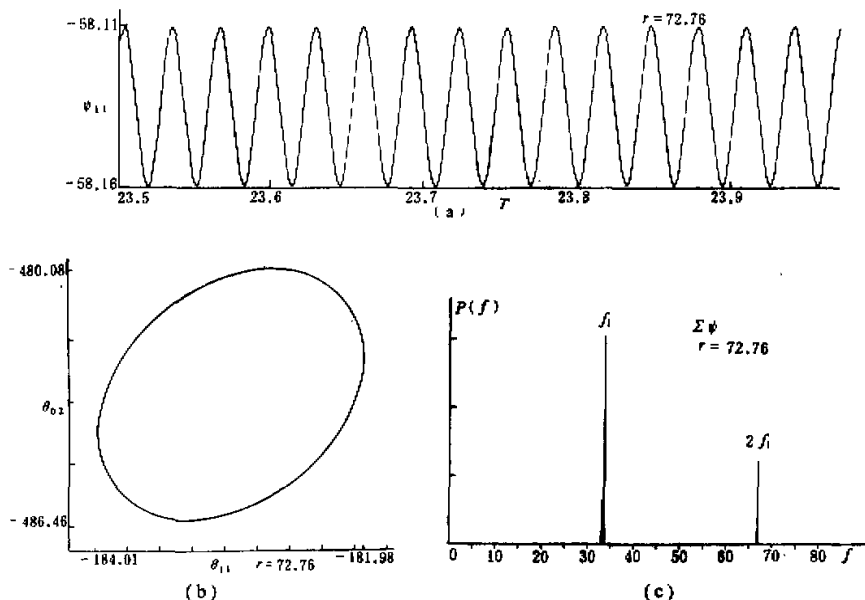 -58.11
r = 72.76
ψ₁₁
-58.16
23.5 23.6 23.7 23.8 23.9
(a) T
-480.08
θ₀₂
-486.46
-184.01 θ₁₁ r = 72.76 -181.98
(b)
P(f)
f₁ Σψ
r = 72.76
2f₁
0 10 20 30 40 50 60 70 80 f
(c)